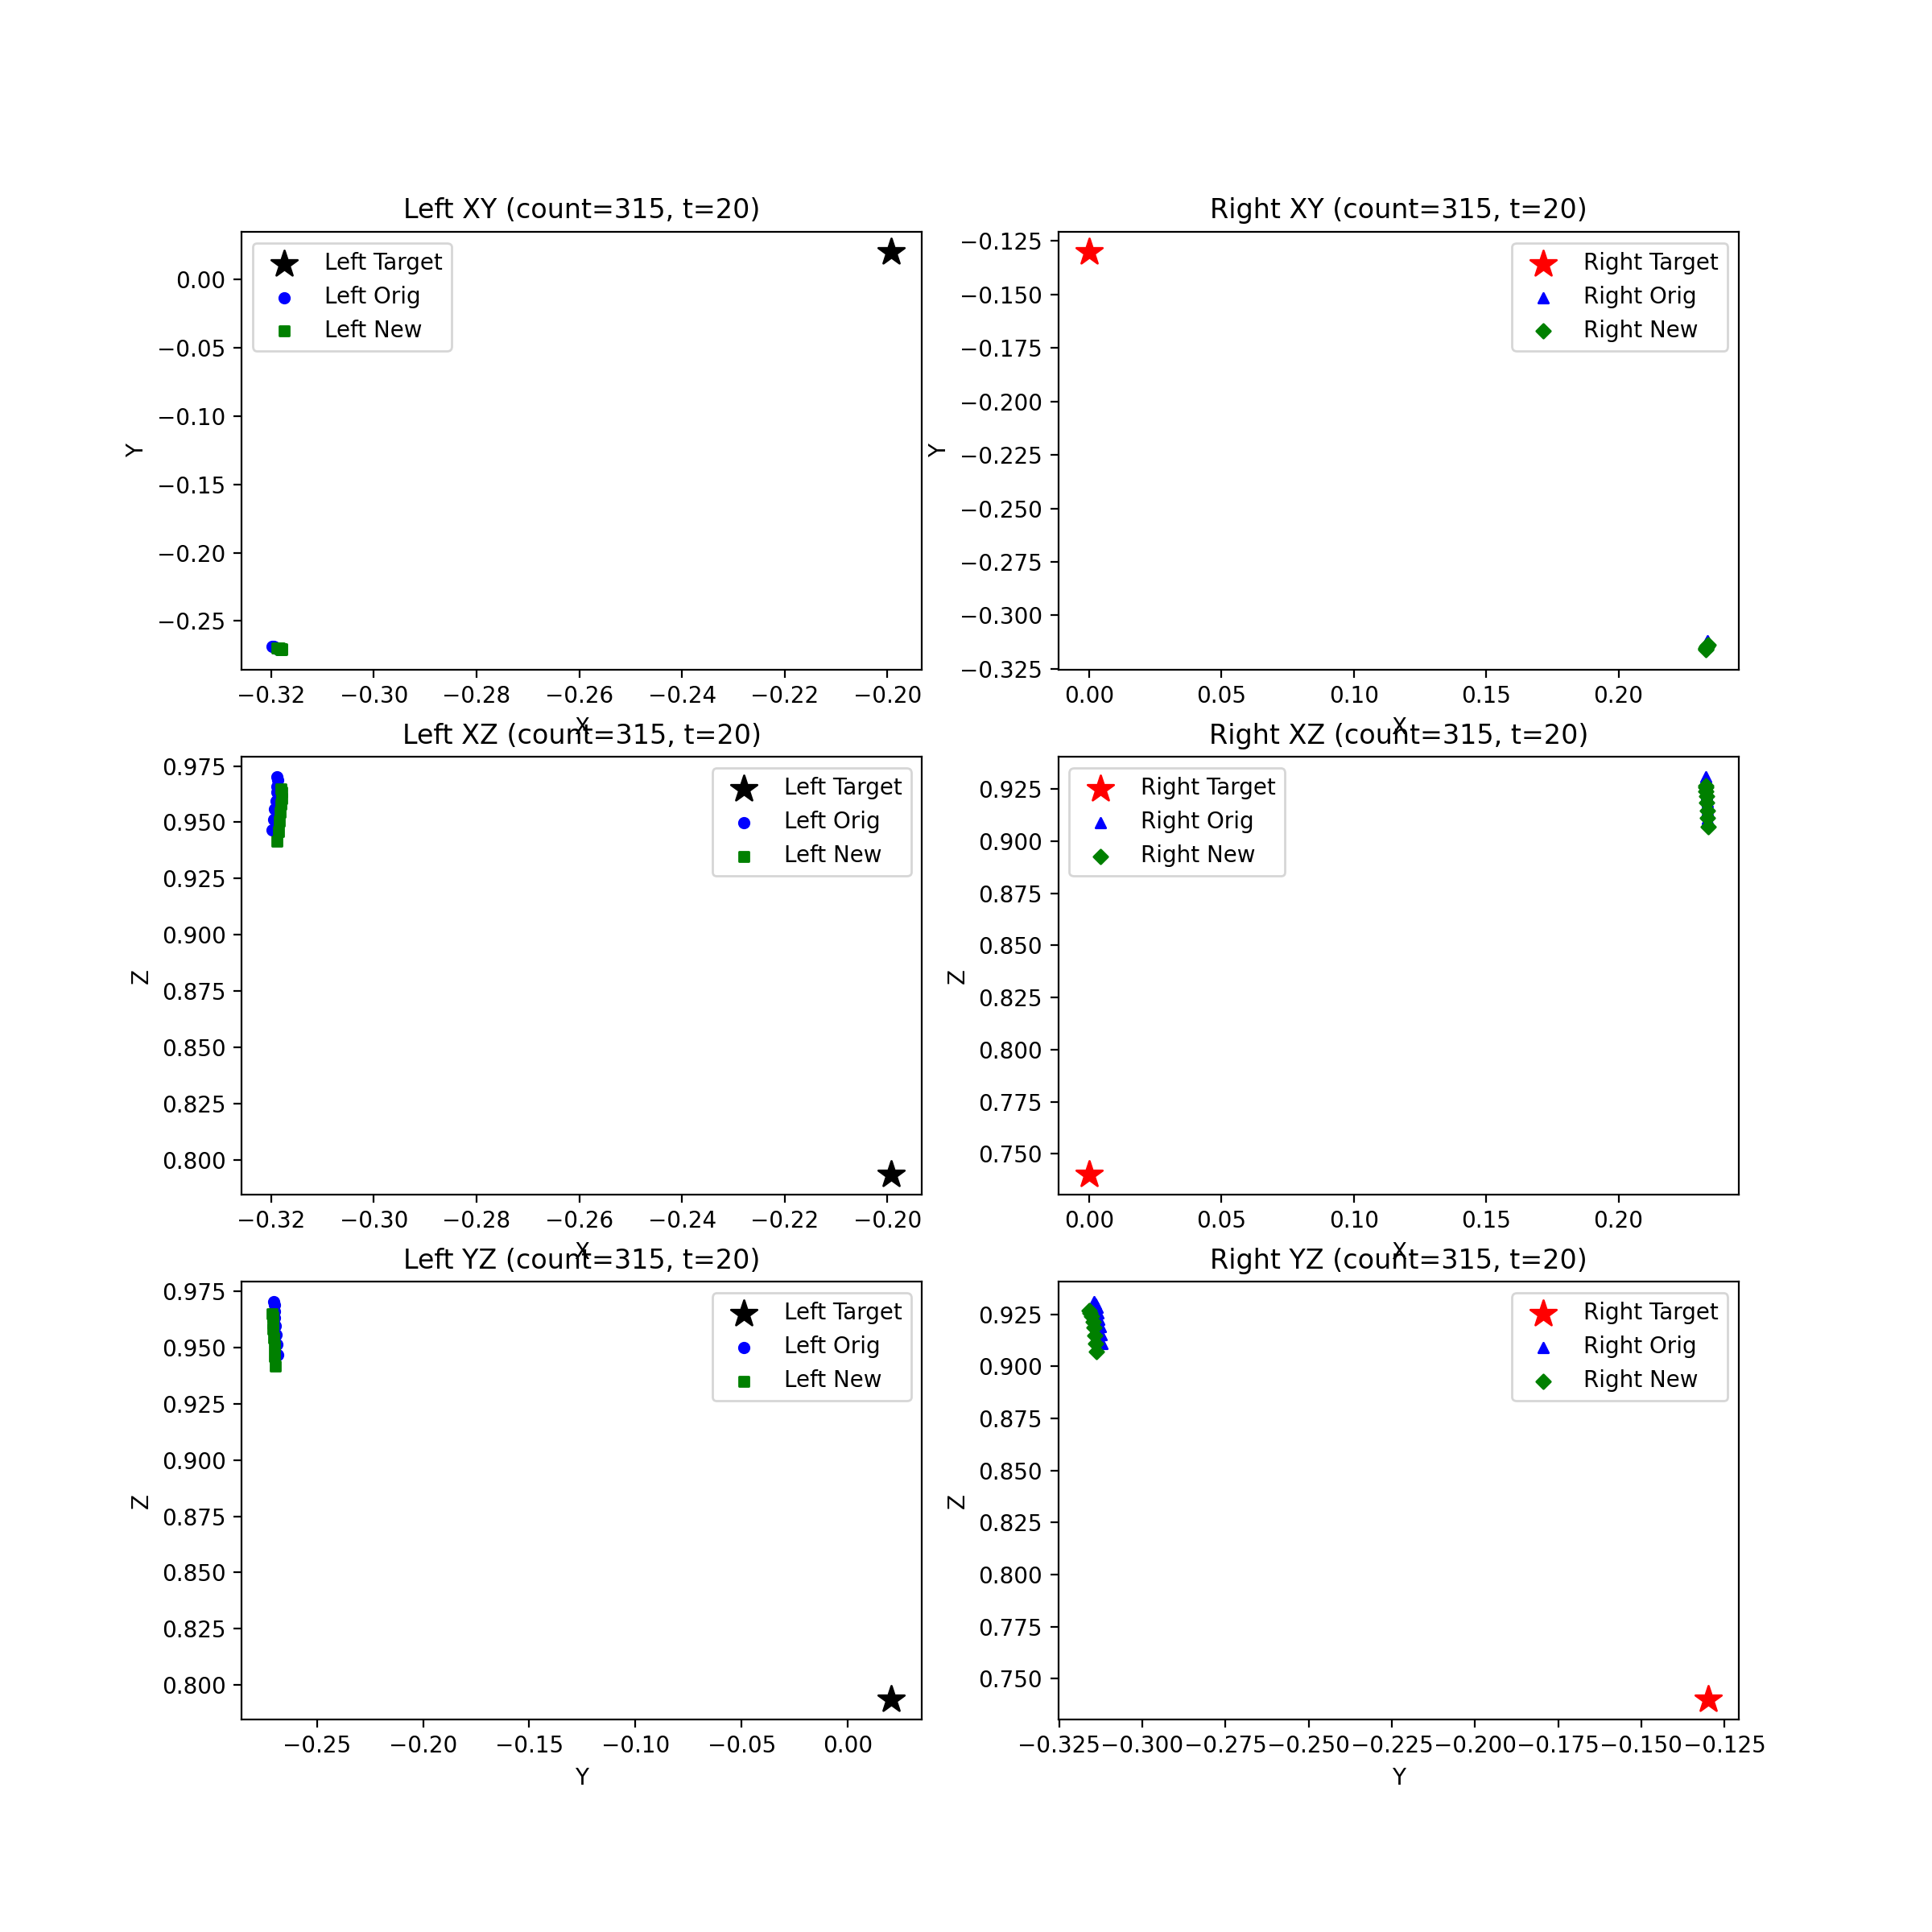 Left XY (count=315, t=20)
Left Target
Left Orig
Left New
0.00
−0.05
−0.10
−0.15
−0.20
−0.25
Y
−0.32 −0.30 −0.28 −0.26 −0.24 −0.22 −0.20
X
Right XY (count=315, t=20)
Right Target
Right Orig
Right New
−0.125
−0.150
−0.175
−0.200
−0.225
−0.250
−0.275
−0.300
−0.325
Y
0.00 0.05 0.10 0.15 0.20
X
Left XZ (count=315, t=20)
Left Target
Left Orig
Left New
0.975
0.950
0.925
0.900
0.875
0.850
0.825
0.800
Z
−0.32 −0.30 −0.28 −0.26 −0.24 −0.22 −0.20
X
Right XZ (count=315, t=20)
Right Target
Right Orig
Right New
0.925
0.900
0.875
0.850
0.825
0.800
0.775
0.750
Z
0.00 0.05 0.10 0.15 0.20
X
Left YZ (count=315, t=20)
Left Target
Left Orig
Left New
0.975
0.950
0.925
0.900
0.875
0.850
0.825
0.800
Z
−0.25 −0.20 −0.15 −0.10 −0.05 0.00
Y
Right YZ (count=315, t=20)
Right Target
Right Orig
Right New
0.925
0.900
0.875
0.850
0.825
0.800
0.775
0.750
Z
−0.325 −0.300 −0.275 −0.250 −0.225 −0.200 −0.175 −0.150 −0.125
Y